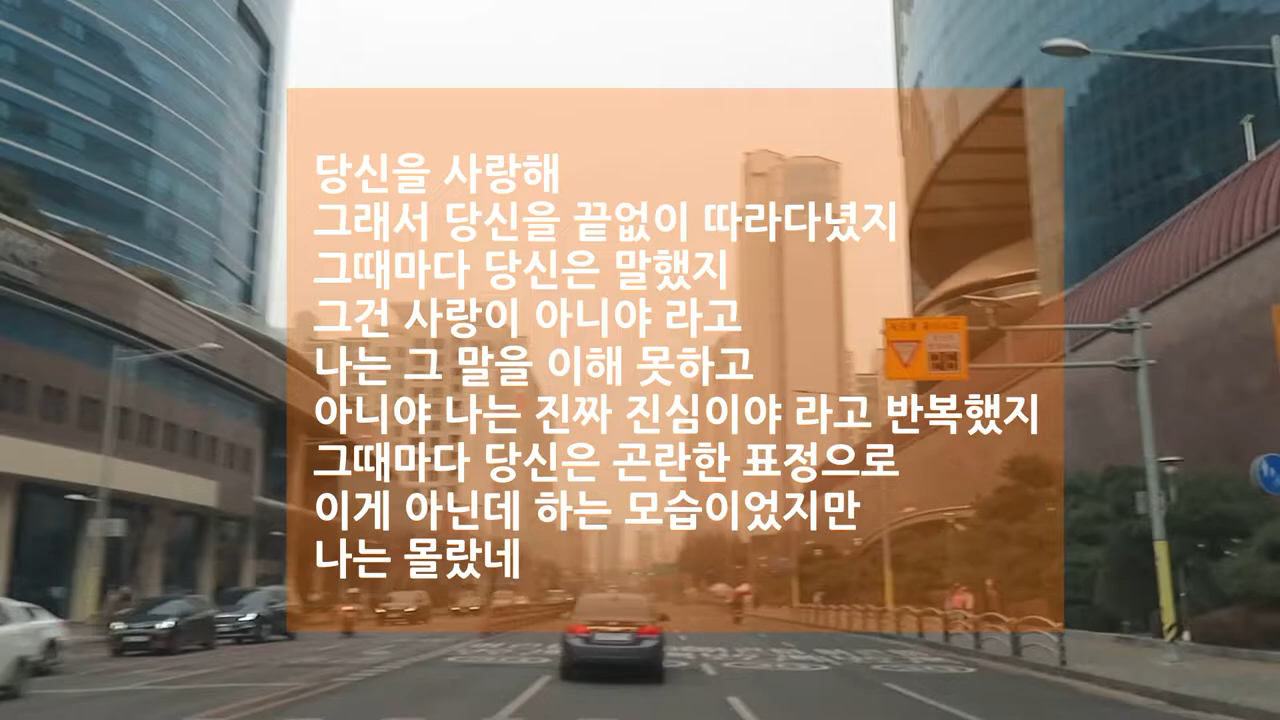 당신을 사랑해
그래서 당신을 끝없이 따라다녔지
그때마다 당신은 말했지
그건 사랑이 아니야 라고
나는 그 말을 이해 못하고
아니야 나는 진짜 진심이야 라고 반복했지
그때마다 당신은 곤란한 표정으로
이게 아닌데 하는 모습이었지만
나는 몰랐네